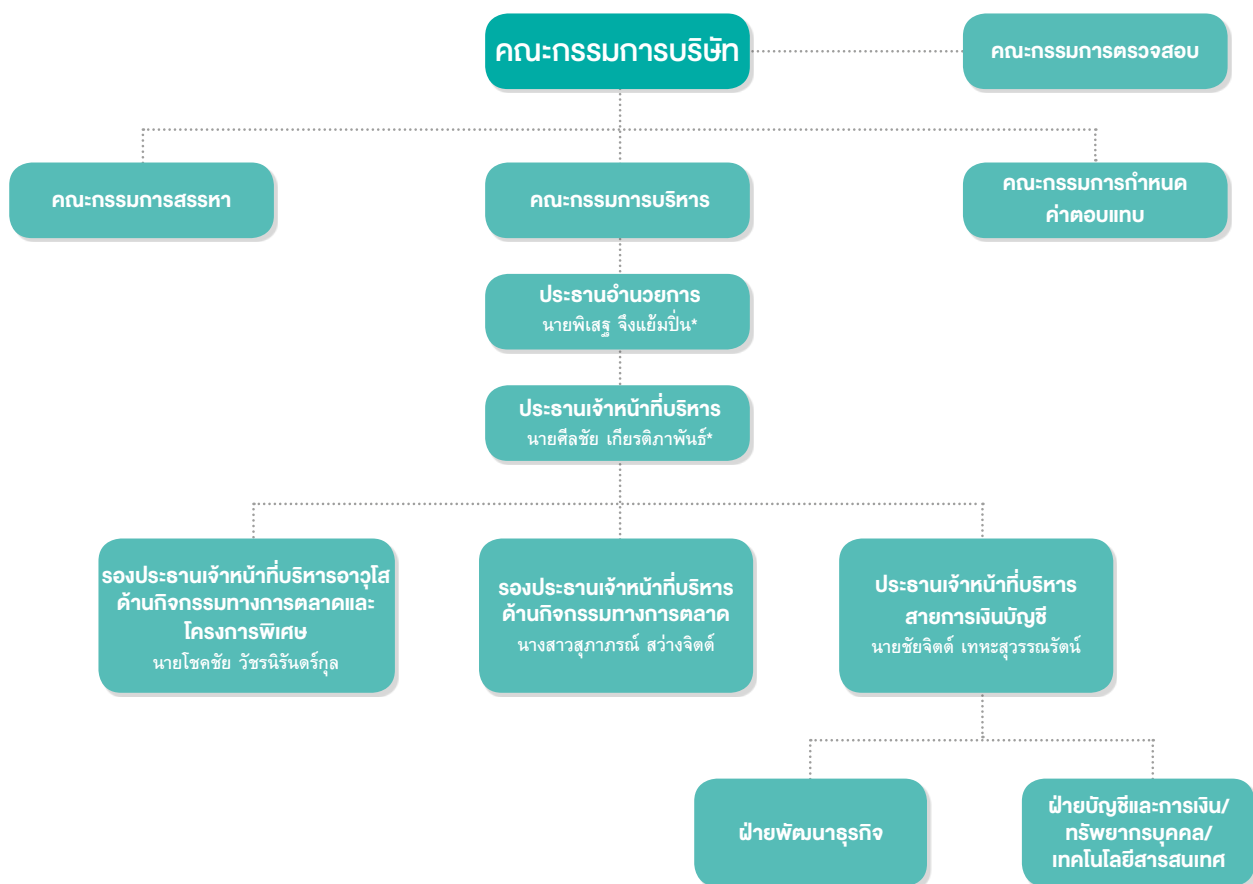 คณะกรรมการบริษัท
คณะกรรมการตรวจสอบ
คณะกรรมการสรรหา
คณะกรรมการบริหาร
คณะกรรมการกำหนด
ค่าตอบแทน
ประธานอำนวยการ
นายพิเสฐ จึงแย้มปิ่น*
ประธานเจ้าหน้าที่บริหาร
นายศีลชัย เกียรติภาพันธ์*
รองประธานเจ้าหน้าที่บริหารอาวุโส
ด้านกิจกรรมทางการตลาดและ
โครงการพิเศษ
นายโชคชัย วัชรนิรันดร์กุล
รองประธานเจ้าหน้าที่บริหาร
ด้านกิจกรรมทางการตลาด
นางสาวสุภาภรณ์ สว่างจิตต์
ประธานเจ้าหน้าที่บริหาร
สายการเงินบัญชี
นายชัยจิตต์ เทหะสุวรรณรัตน์
ฝ่ายพัฒนาธุรกิจ
ฝ่ายบัญชีและการเงิน/
ทรัพยากรบุคคล/
เทคโนโลยีสารสนเทศ